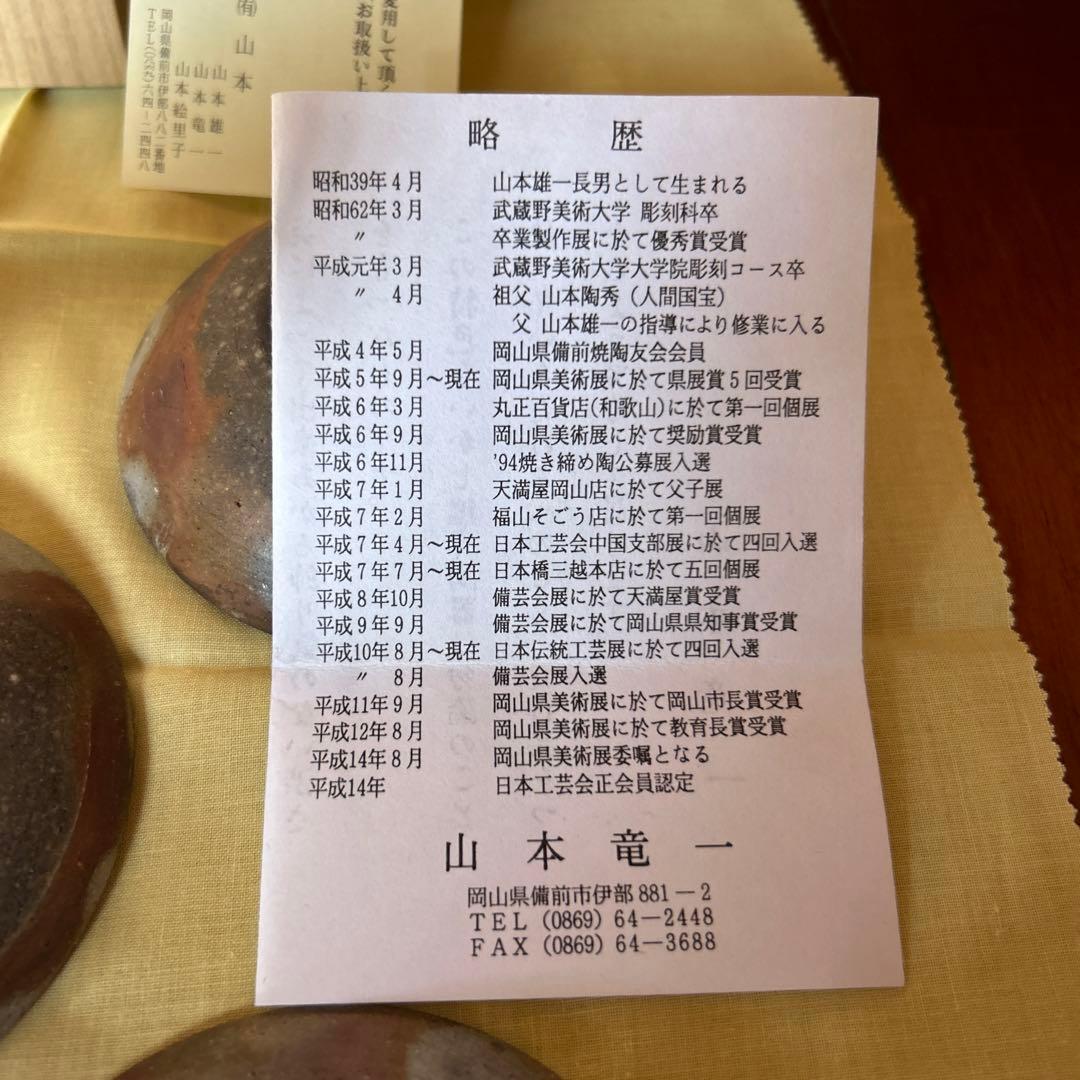 愛用して頂く
お取扱い上
㈲ 山本
山本雄一
山本竜一
山本絵里子
岡山県備前市伊部八八二番地
略 歴
昭和39年4月 山本雄一長男として生まれる
昭和62年3月 武蔵野美術大学 彫刻科卒
〃 卒業製作展に於て優秀賞受賞
平成元年3月 武蔵野美術大学大学院彫刻コース卒
〃 4月 祖父 山本陶秀(人間国宝)
父 山本雄一の指導により修業に入る
平成4年5月 岡山県備前焼陶友会会員
平成5年9月〜現在 岡山県美術展に於て県展賞5回受賞
平成6年3月 丸正百貨店(和歌山)に於て第一回個展
平成6年9月 岡山県美術展に於て奨励賞受賞
平成6年11月 '94焼き締め陶公募展入選
平成7年1月 天満屋岡山店に於て父子展
平成7年2月 福山そごう店に於て第一回個展
平成7年4月〜現在 日本工芸会中国支部展に於て四回入選
平成7年7月〜現在 日本橋三越本店に於て五回個展
平成8年10月 備芸会展に於て天満屋賞受賞
平成9年9月 備芸会展に於て岡山県県知事賞受賞
平成10年8月〜現在 日本伝統工芸展に於て四回入選
〃 8月 備芸会展入選
平成11年9月 岡山県美術展に於て岡山市長賞受賞
平成12年8月 岡山県美術展に於て教育長賞受賞
平成14年8月 岡山県美術展委嘱となる
平成14年 日本工芸会正会員認定
山本竜一
岡山県備前市伊部881―2
TEL(0869)64―2448
FAX(0869)64―3688